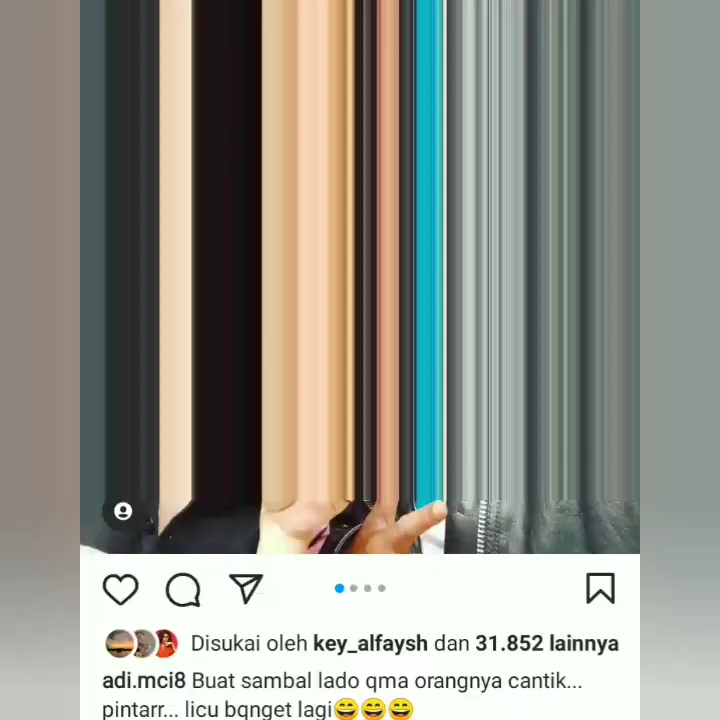 Disukai oleh key_alfaysh dan 31.852 lainnya
adi.mci8 Buat sambal lado qma orangnya cantik...
pintarr... licu bqnget lagi😄😄😄